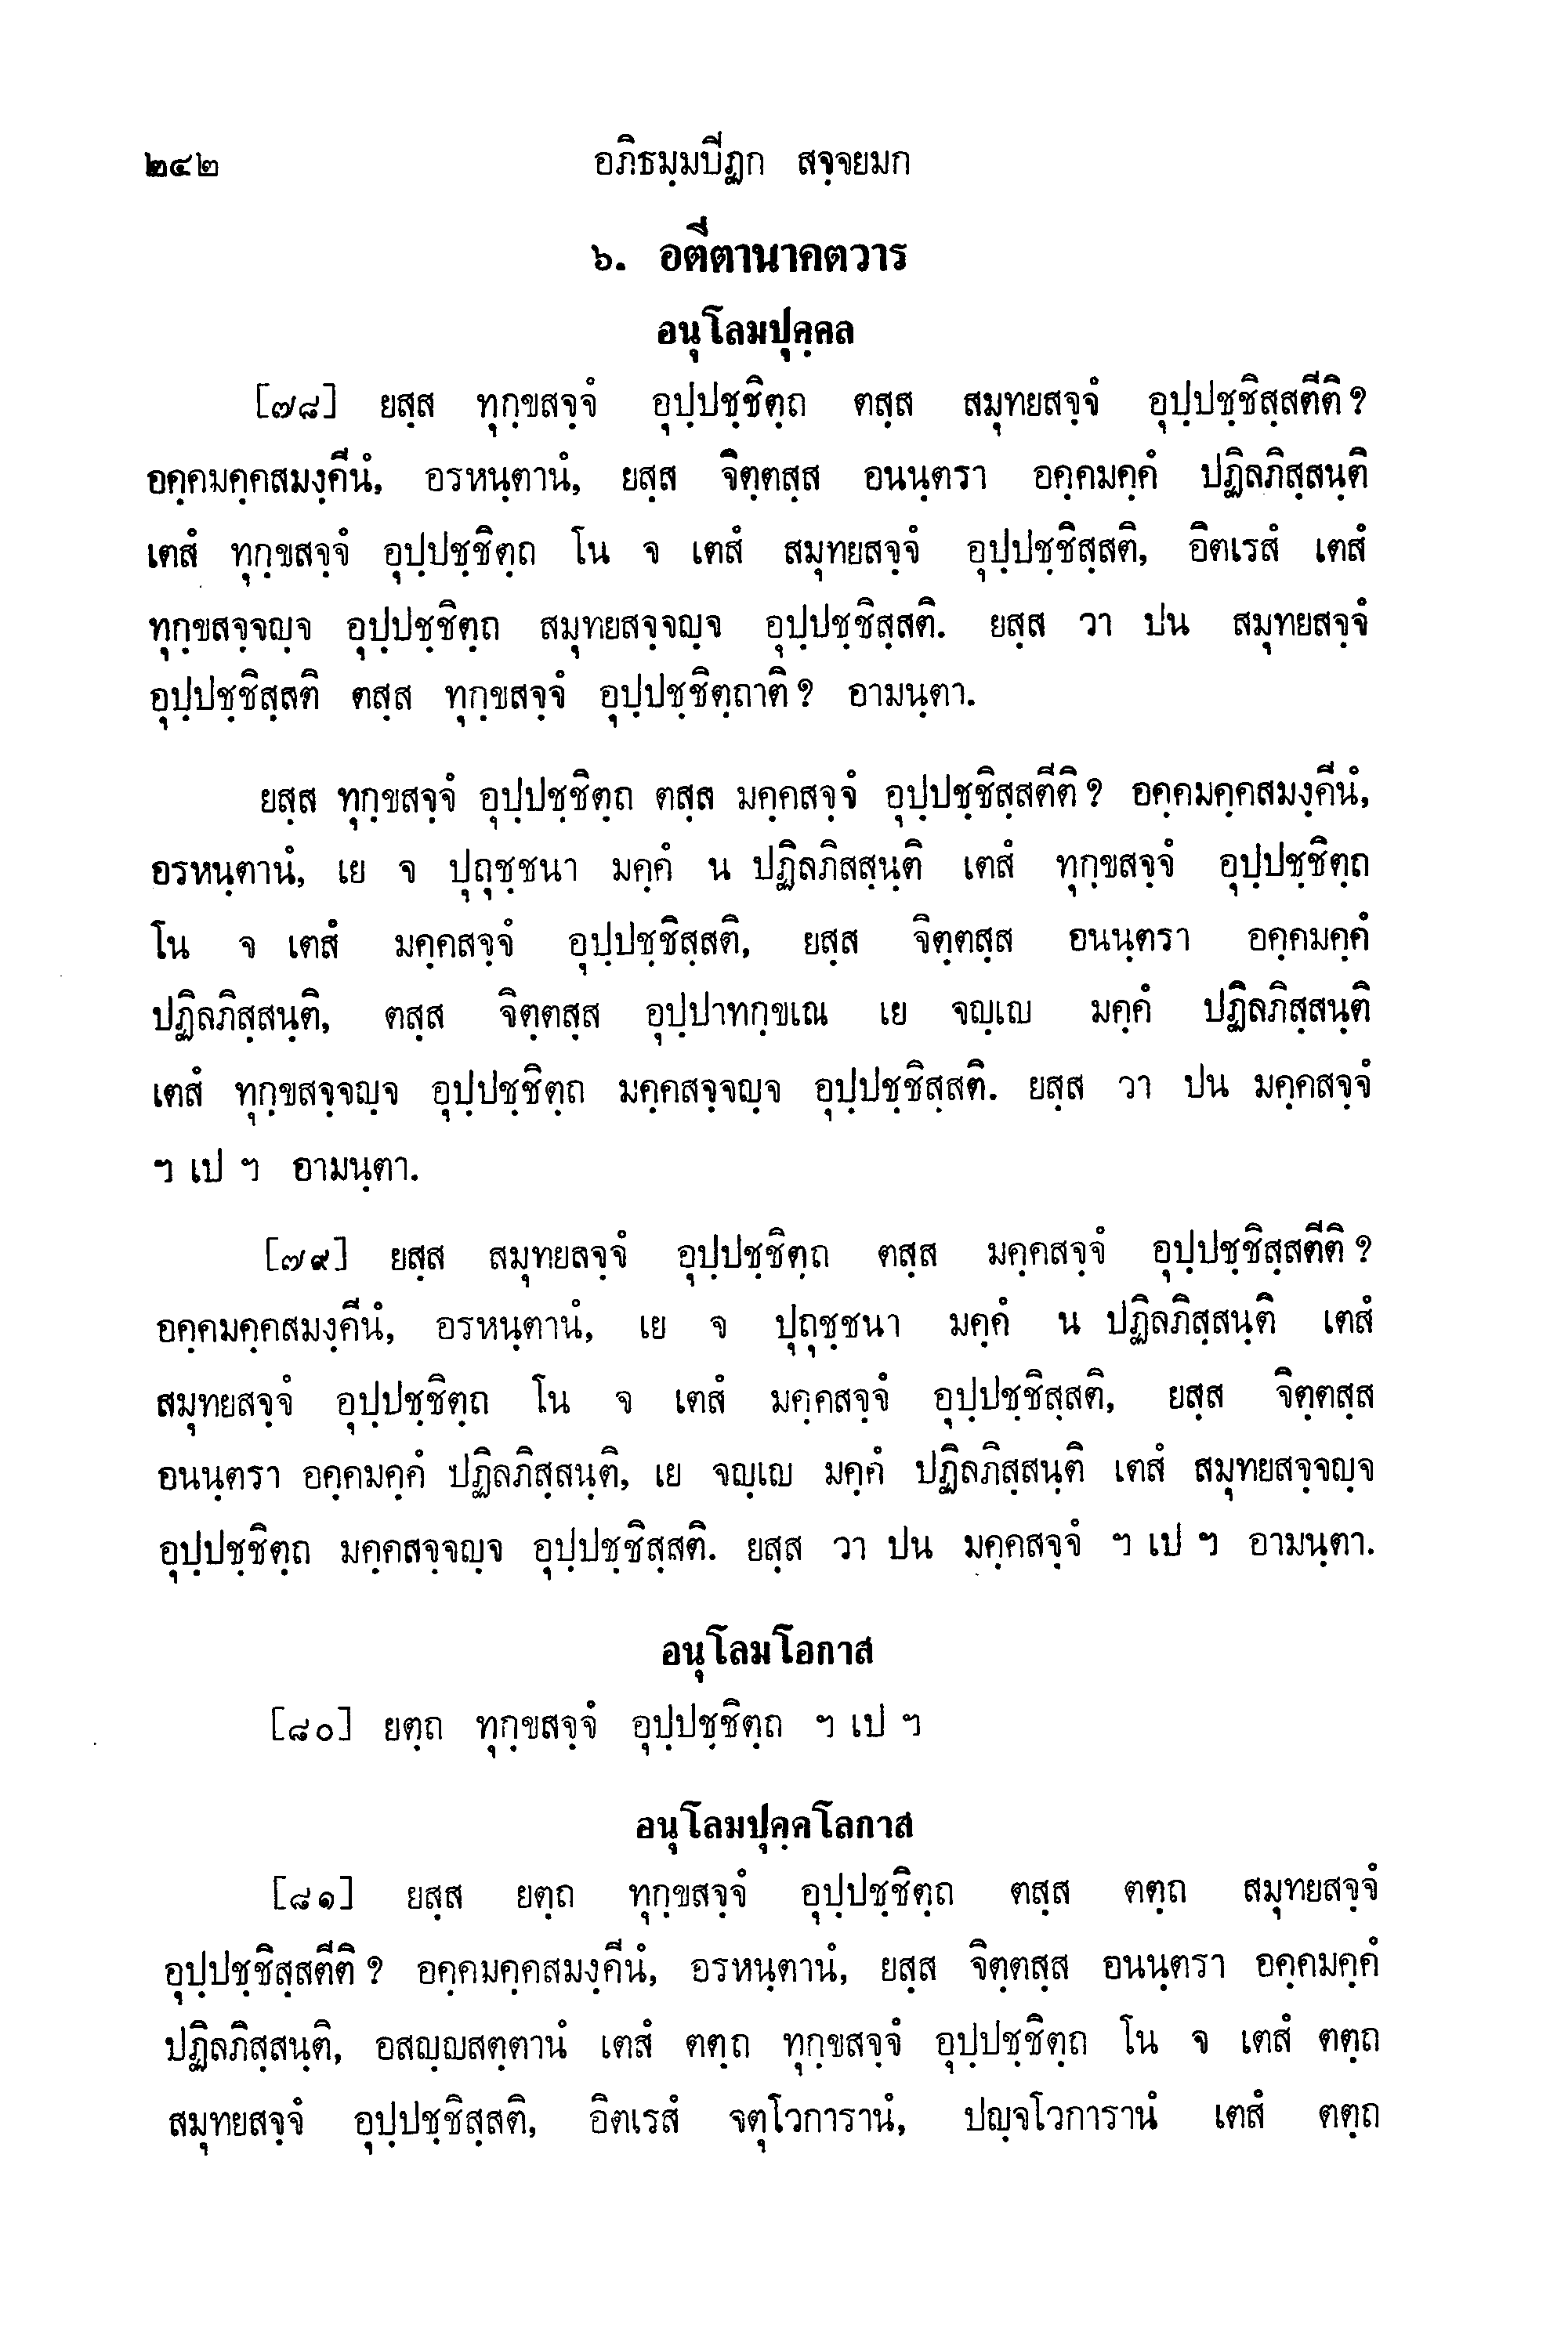 ๒๔๒ อภิธมฺมปีฏก สจฺจยมก
๖. อตีตานาคตวาร
อนุโลมปุคฺคล
[๗๘] ยสฺส ทุกฺขสจฺจํ อุปฺปชฺชิตฺถ ตสฺส สมุทยสจฺจํ อุปฺปชฺชิสฺสตีติ ?
อคฺคมคฺคสมงฺคีนํ, อรหนฺตานํ, ยสฺส จิตฺตสฺส อนนฺตรา อคฺคมคฺคํ ปฏิลภิสฺสนฺติ
เตสํ ทุกฺขสจฺจํ อุปฺปชฺชิตฺถ โน จ เตสํ สมุทยสจฺจํ อุปฺปชฺชิสฺสติ, อิตเรสํ เตสํ
ทุกฺขสจฺจญฺจ อุปฺปชฺชิตฺถ สมุทยสจฺจญฺจ อุปฺปชฺชิสฺสติ. ยสฺส วา ปน สมุทยสจฺจํ
อุปฺปชฺชิสฺสติ ตสฺส ทุกฺขสจฺจํ อุปฺปชฺชิตฺถาติ ? อามนฺตา.
ยสฺส ทุกฺขสจฺจํ อุปฺปชฺชิตฺถ ตสฺส มคฺคสจฺจํ อุปฺปชฺชิสฺสตีติ ? อคฺคมคฺคสมงฺคีนํ,
อรหนฺตานํ, เย จ ปุถุชฺชนา มคฺคํ น ปฏิลภิสสฺนฺติ เตสํ ทุกฺขสจฺจํ อุปฺปชฺชิตฺถ
โน จ เตสํ มคฺคสจฺจํ อุปฺปชฺชิสฺสติ, ยสฺส จิตฺตสฺส อนนฺตรา อคฺคมคฺคํ
ปฏิลภิสฺสนฺติ, ตสฺส จิตฺตสฺส อุปฺปาทกฺขเณ เย จญฺเญ มคฺคํ ปฏิลภิสฺสนฺติ
เตสํ ทุกฺขสจฺจญฺจ อุปฺปชฺชิตฺถ มคฺคสจฺจญฺจ อุปฺปชฺชิสฺสติ. ยสฺส วา ปน มคฺคสจฺจํ
ฯ เป ฯ อามนฺตา.
[๗๙] ยสฺส สมุทยสจฺจํ อุปฺปชฺชิตฺถ ตสฺส มคฺคสจฺจํ อุปฺปชฺชิสฺสตีติ ?
อคฺคมคฺคสมงฺคีนํ, อรหนฺตานํ, เย จ ปุถุชฺชนา มคฺคํ น ปฏิลภิสฺสนฺติ เตสํ
สมุทยสจฺจํ อุปฺปชฺชิตฺถ โน จ เตสํ มคฺคสจฺจํ อุปฺปชฺชิสฺสติ, ยสฺส จิตฺตสฺส
อนนฺตรา อคฺคมคฺคํ ปฏิลภิสฺสนฺติ, เย จญฺเญ มคฺคํ ปฏิลภิสฺสนฺติ เตสํ สมุทยสจฺจญฺจ
อุปฺปชฺชิตฺถ มคฺคสจฺจญฺจ อุปฺปชฺชิสฺสติ. ยสฺส วา ปน มคฺคสจฺจํ ฯ เป ฯ อามนฺตา.
อนุโลมโอกาส
[๘๐] ยตฺถ ทุกฺขสจฺจํ อุปฺปชฺชิตฺถ ฯ เป ฯ
อนุโลมปุคฺคโลกาส
[๘๑] ยสฺส ยตฺถ ทุกฺขสจฺจํ อุปฺปชฺชิตฺถ ตสฺส ตตฺถ สมุทยสจฺจํ
อุปฺปชฺชิสฺสตีติ ? อคฺคมคฺคสมงฺคีนํ, อรหนฺตานํ, ยสฺส จิตฺตสฺส อนนฺตรา อคฺคมคฺคํ
ปฏิลภิสฺสนฺติ, อสญฺญสตฺตานํ เตสํ ตตฺถ ทุกฺขสจฺจํ อุปฺปชฺชิตฺถ โน จ เตสํ ตตฺถ
สมุทยสจฺจํ อุปฺปชฺชิสฺสติ, อิตเรสํ จตุโวการานํ, ปญฺจโวการานํ เตสํ ตตฺถ